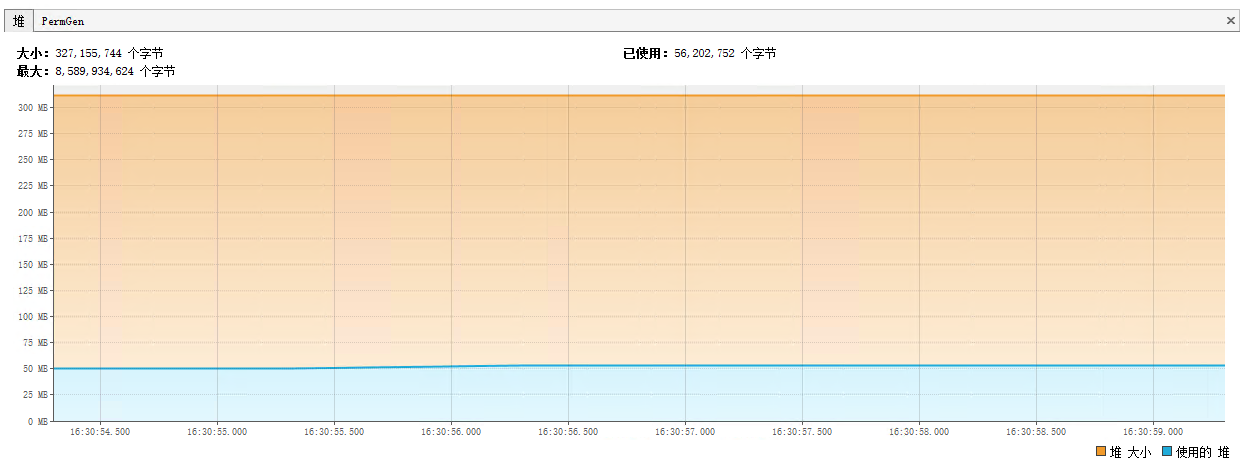 堆 PermGen
大小: 327,155,744 个字节 已使用: 56,202,752 个字节
最大: 8,589,934,624 个字节
300 MB
275 MB
250 MB
225 MB
200 MB
175 MB
150 MB
125 MB
100 MB
75 MB
50 MB
25 MB
0 MB
16:30:54.500 16:30:55.000 16:30:55.500 16:30:56.000 16:30:56.500 16:30:57.000 16:30:57.500 16:30:58.000 16:30:58.500 16:30:59.000
堆 大小 使用的 堆